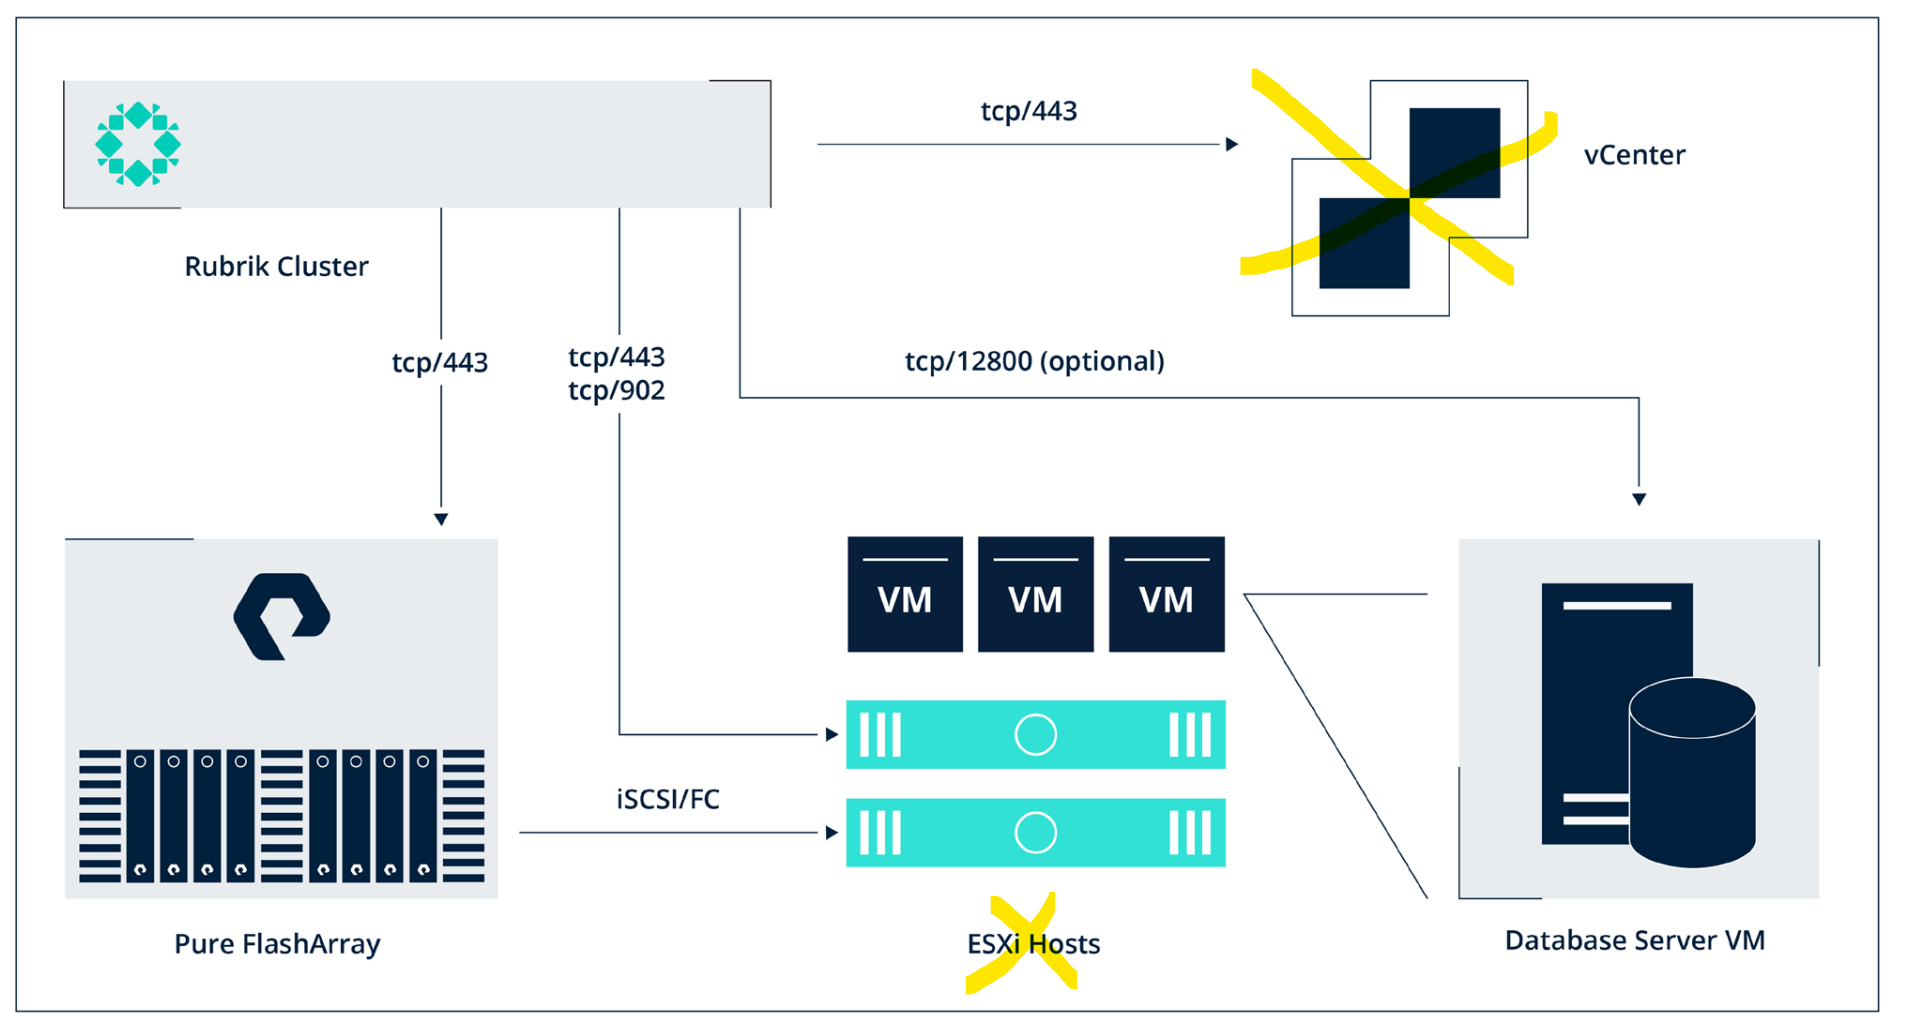 tcp/443
vCenter
Rubrik Cluster
tcp/443
tcp/443
tcp/902
tcp/12800 (optional)
VM
VM
VM
iSCSI/FC
Pure FlashArray
ESXi Hosts
Database Server VM